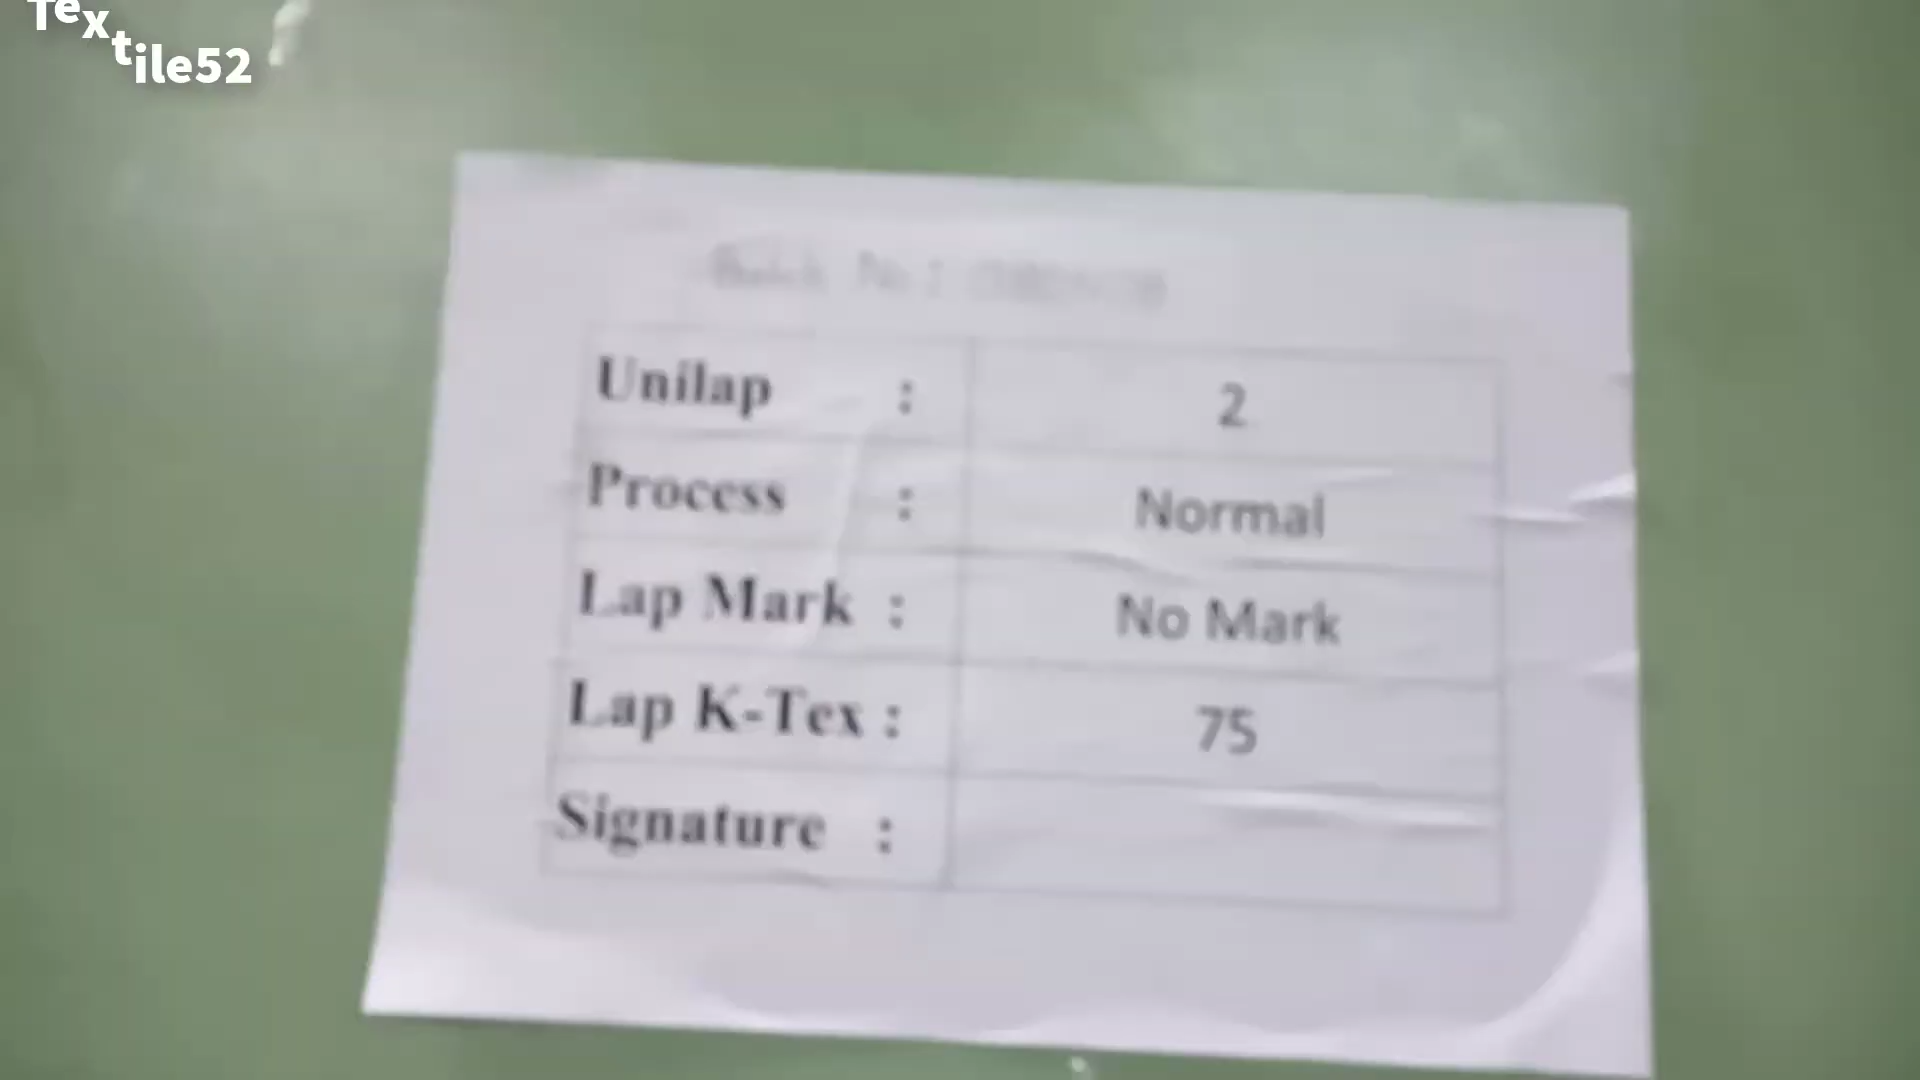 Textile52
Unilap : 2
Process : Normal
Lap Mark : No Mark
Lap K-Tex : 75
Signature :